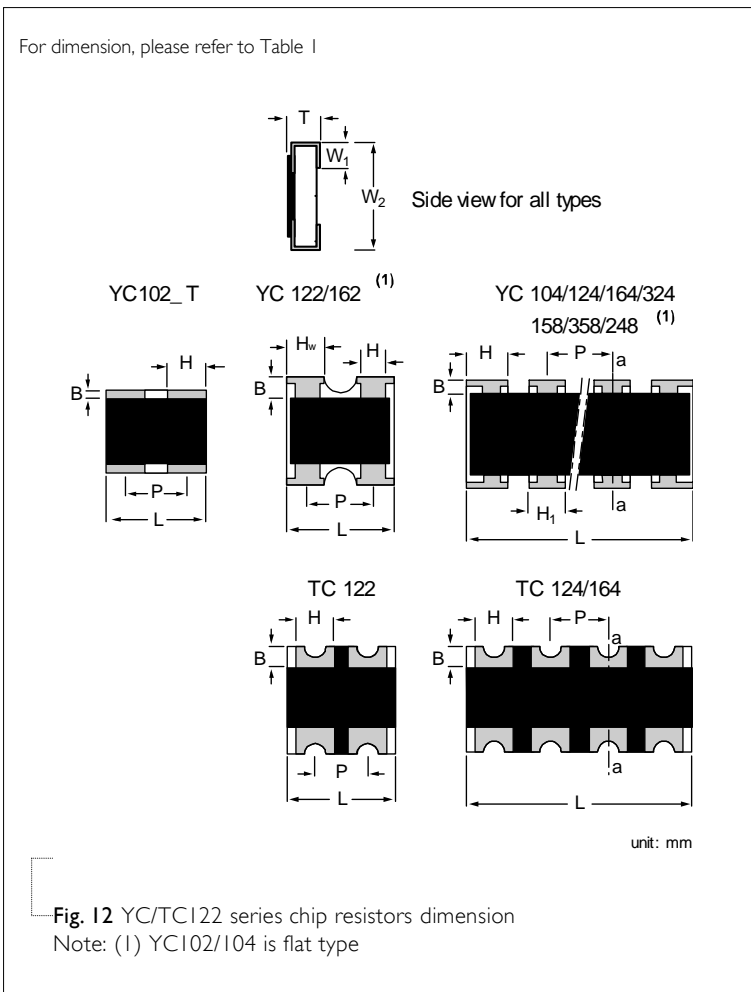 For dimension, please refer to Table 1
T
W1
W2
Side view for all types
YC102_T
YC 122/162 (1)
YC 104/124/164/324
158/358/248 (1)
H
B
P
L
Hw
H
B
P
L
H
P
a
B
H1
a
L
TC 122
TC 124/164
H
B
P
L
H
P
a
B
a
L
unit: mm
Fig. 12 YC/TC122 series chip resistors dimension
Note: (1) YC102/104 is flat type